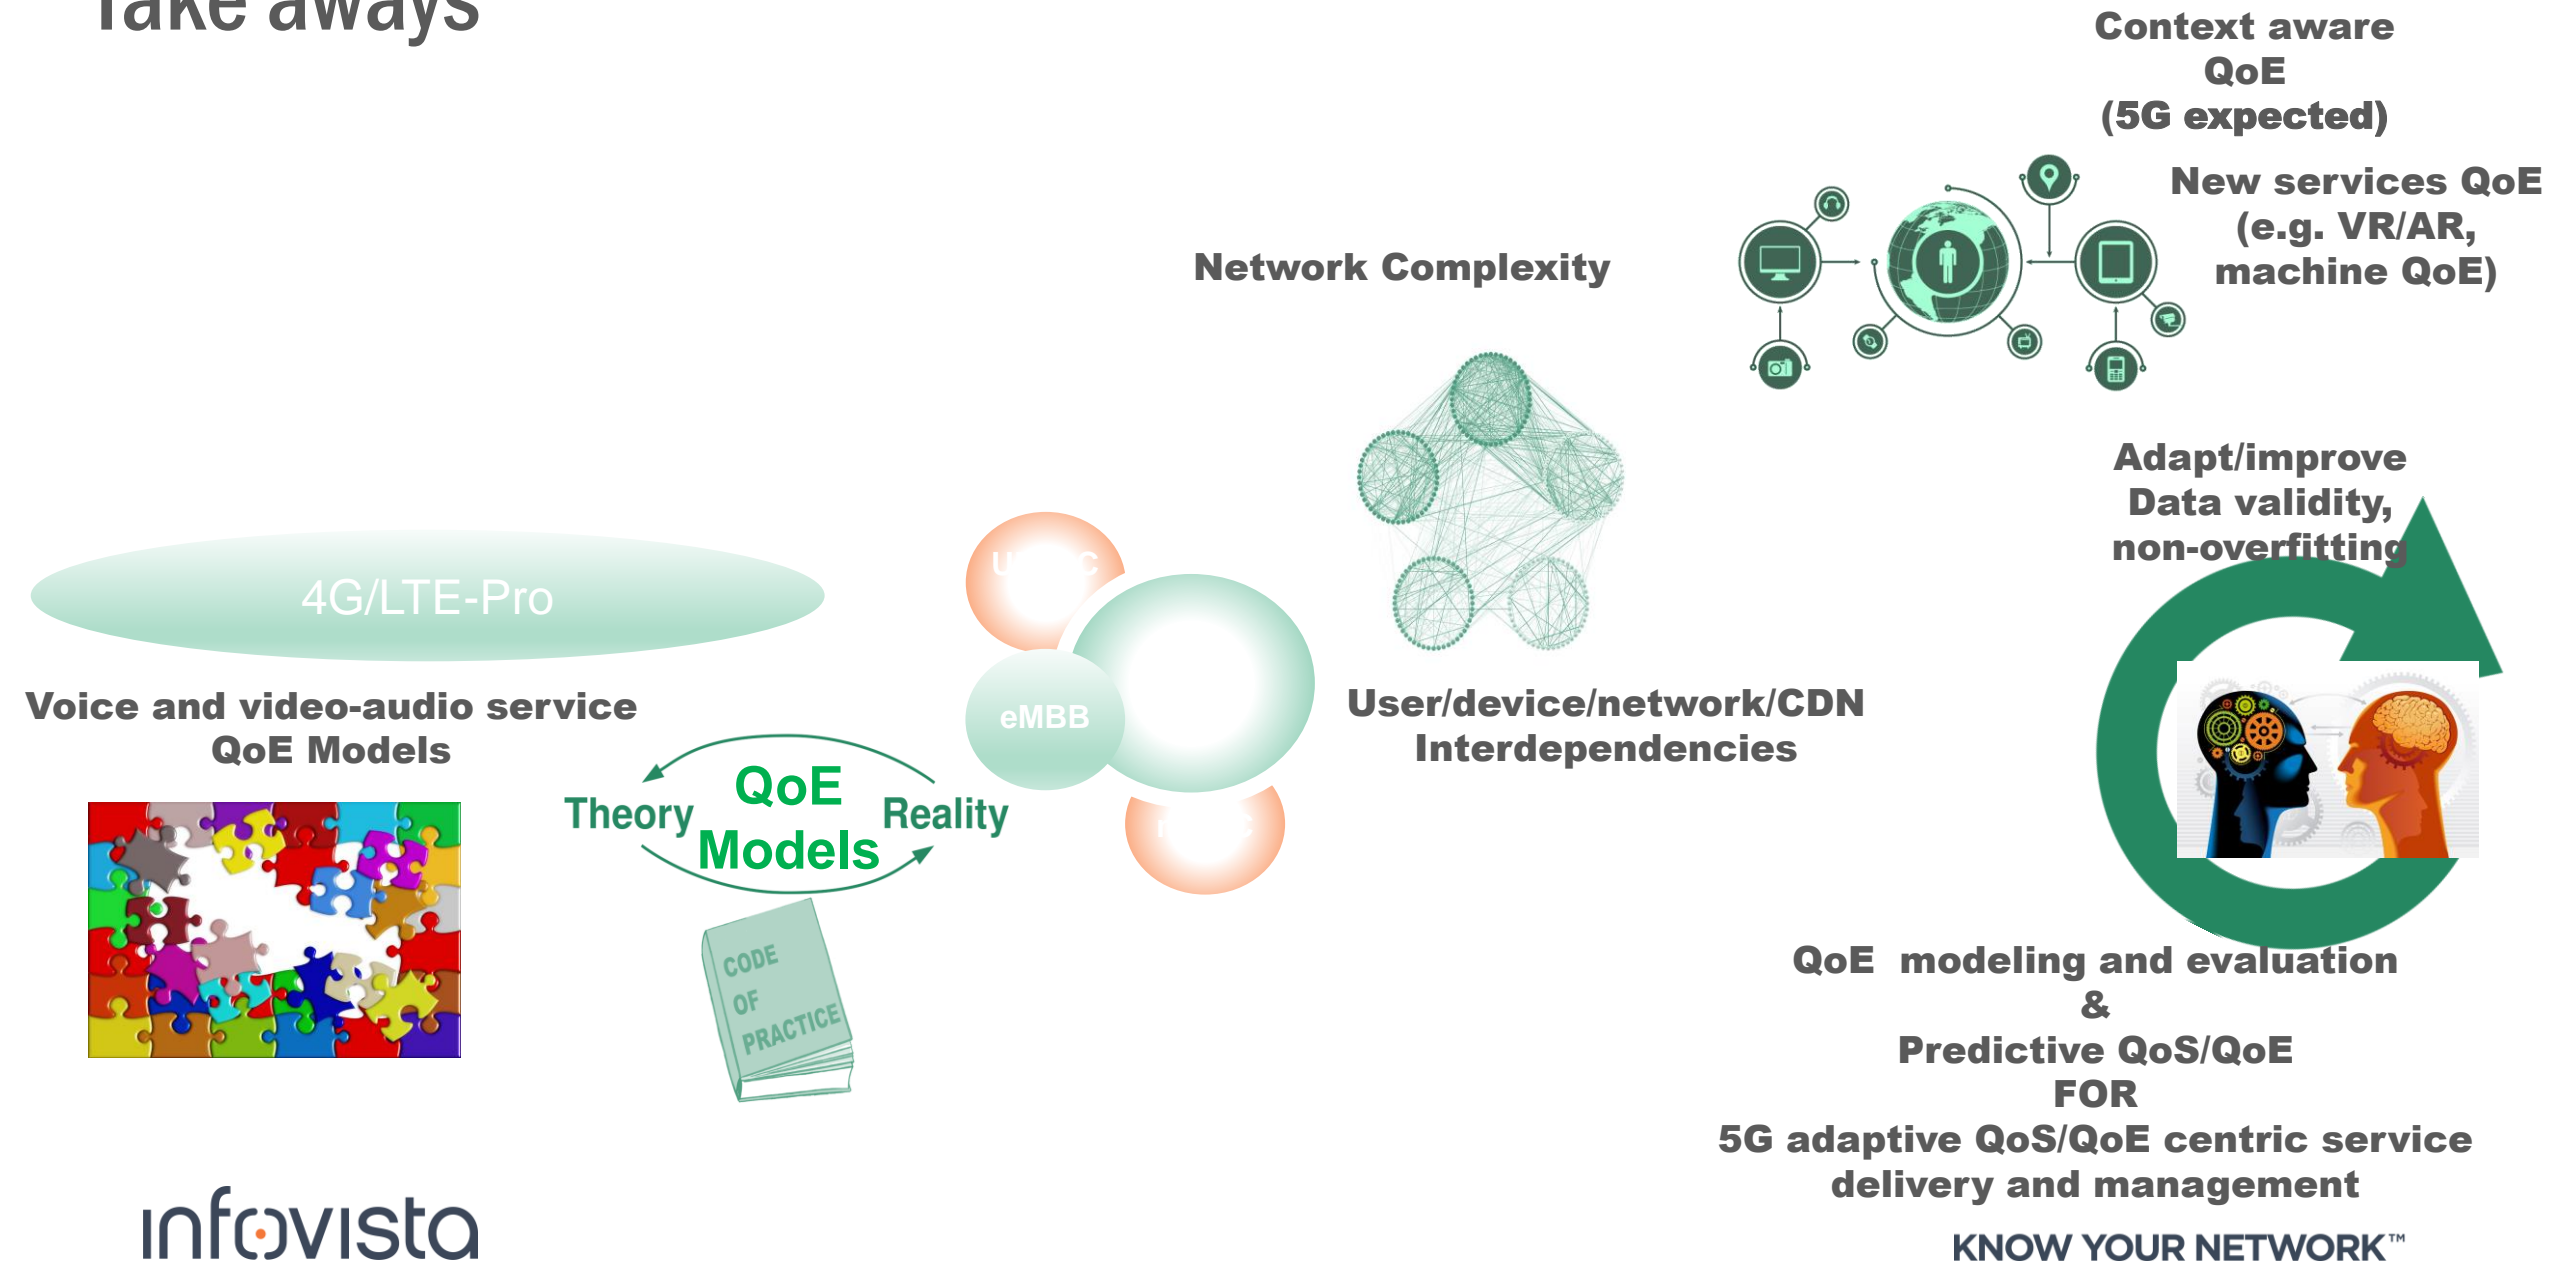 Take aways
Context aware
QoE
(5G expected)
New services QoE
(e.g. VR/AR,
machine QoE)
Network Complexity
Adapt/improve
Data validity,
non-overfitting
4G/LTE-Pro
eMBB
Voice and video-audio service
QoE Models
User/device/network/CDN
Interdependencies
Theory
QoE
Models
Reality
CODE
OF
PRACTICE
QoE modeling and evaluation
&
Predictive QoS/QoE
FOR
5G adaptive QoS/QoE centric service
delivery and management
infovista
KNOW YOUR NETWORK™